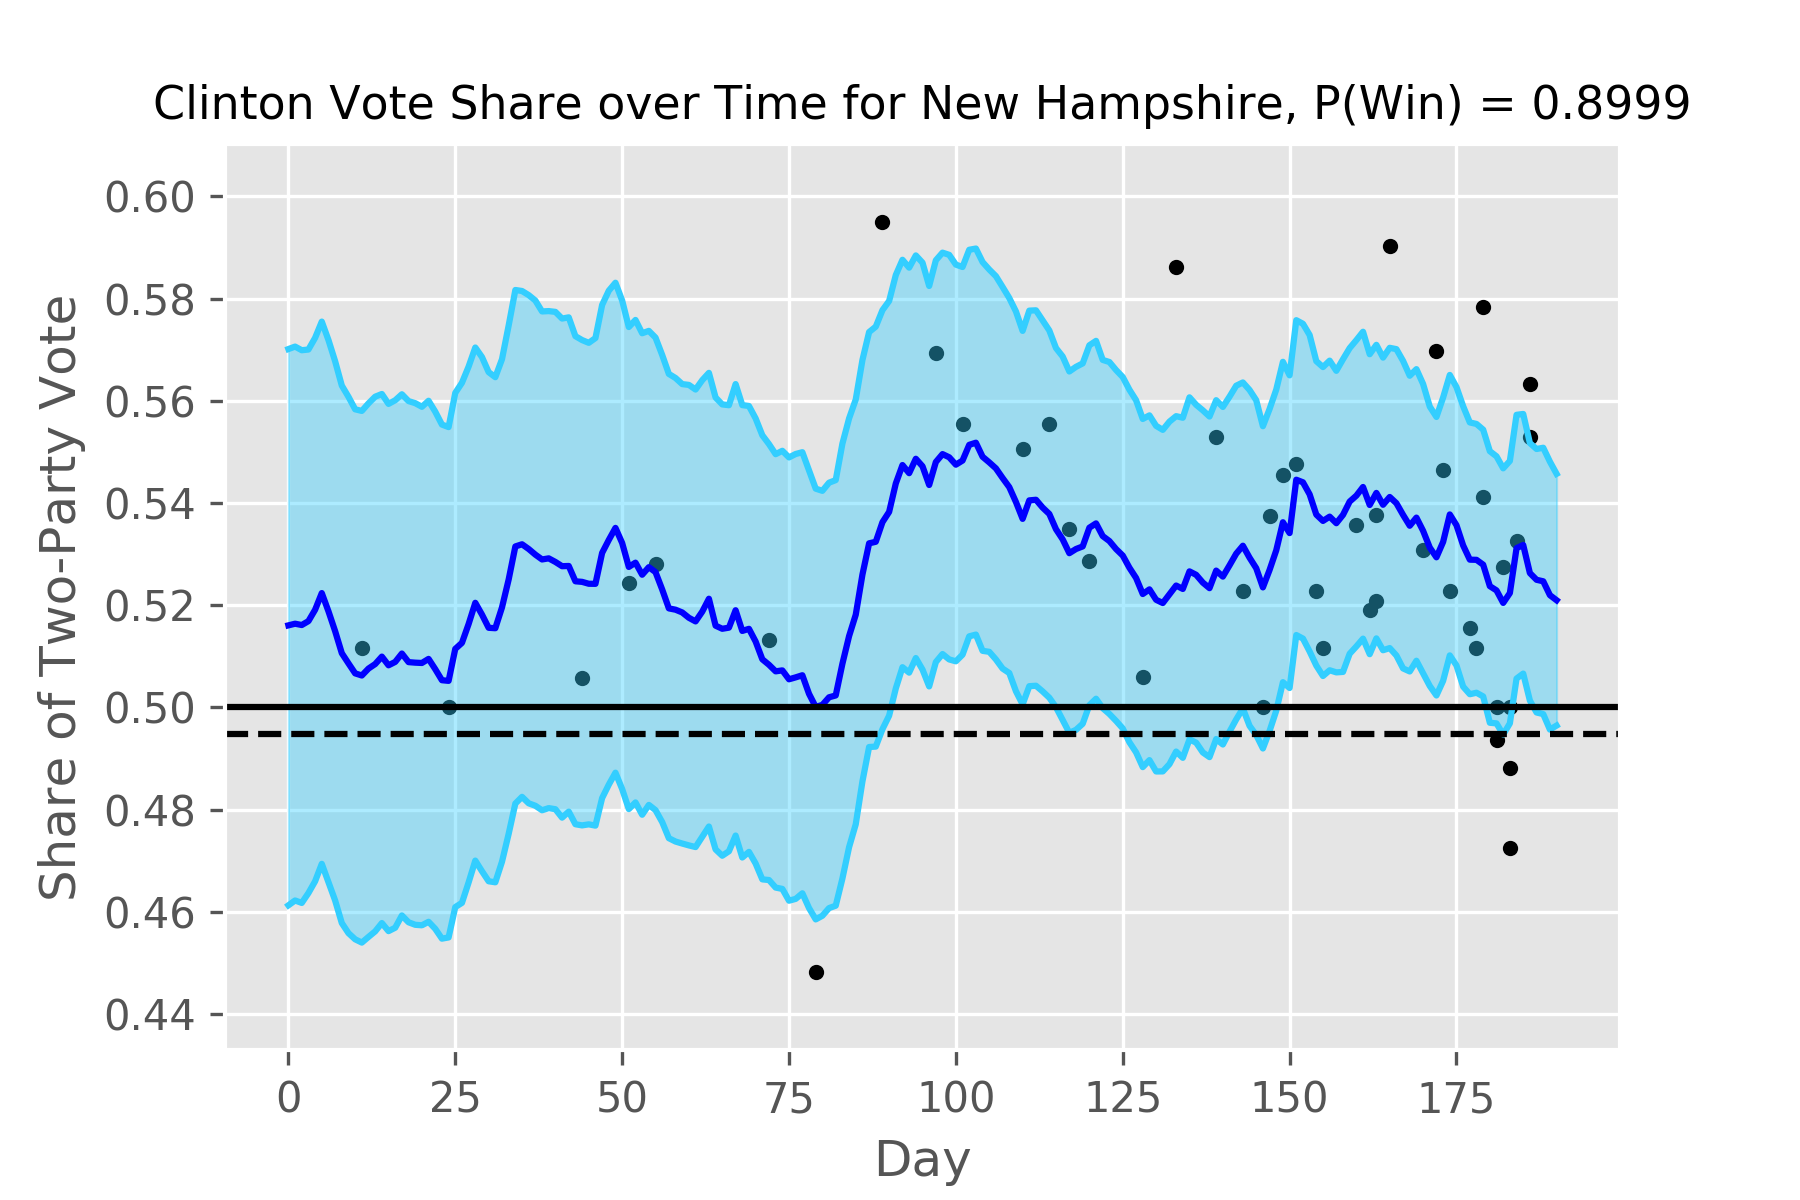 Clinton Vote Share over Time for New Hampshire, P(Win) = 0.8999
Share of Two-Party Vote
0.60
0.58
0.56
0.54
0.52
0.50
0.48
0.46
0.44
0 25 50 75 100 125 150 175
Day